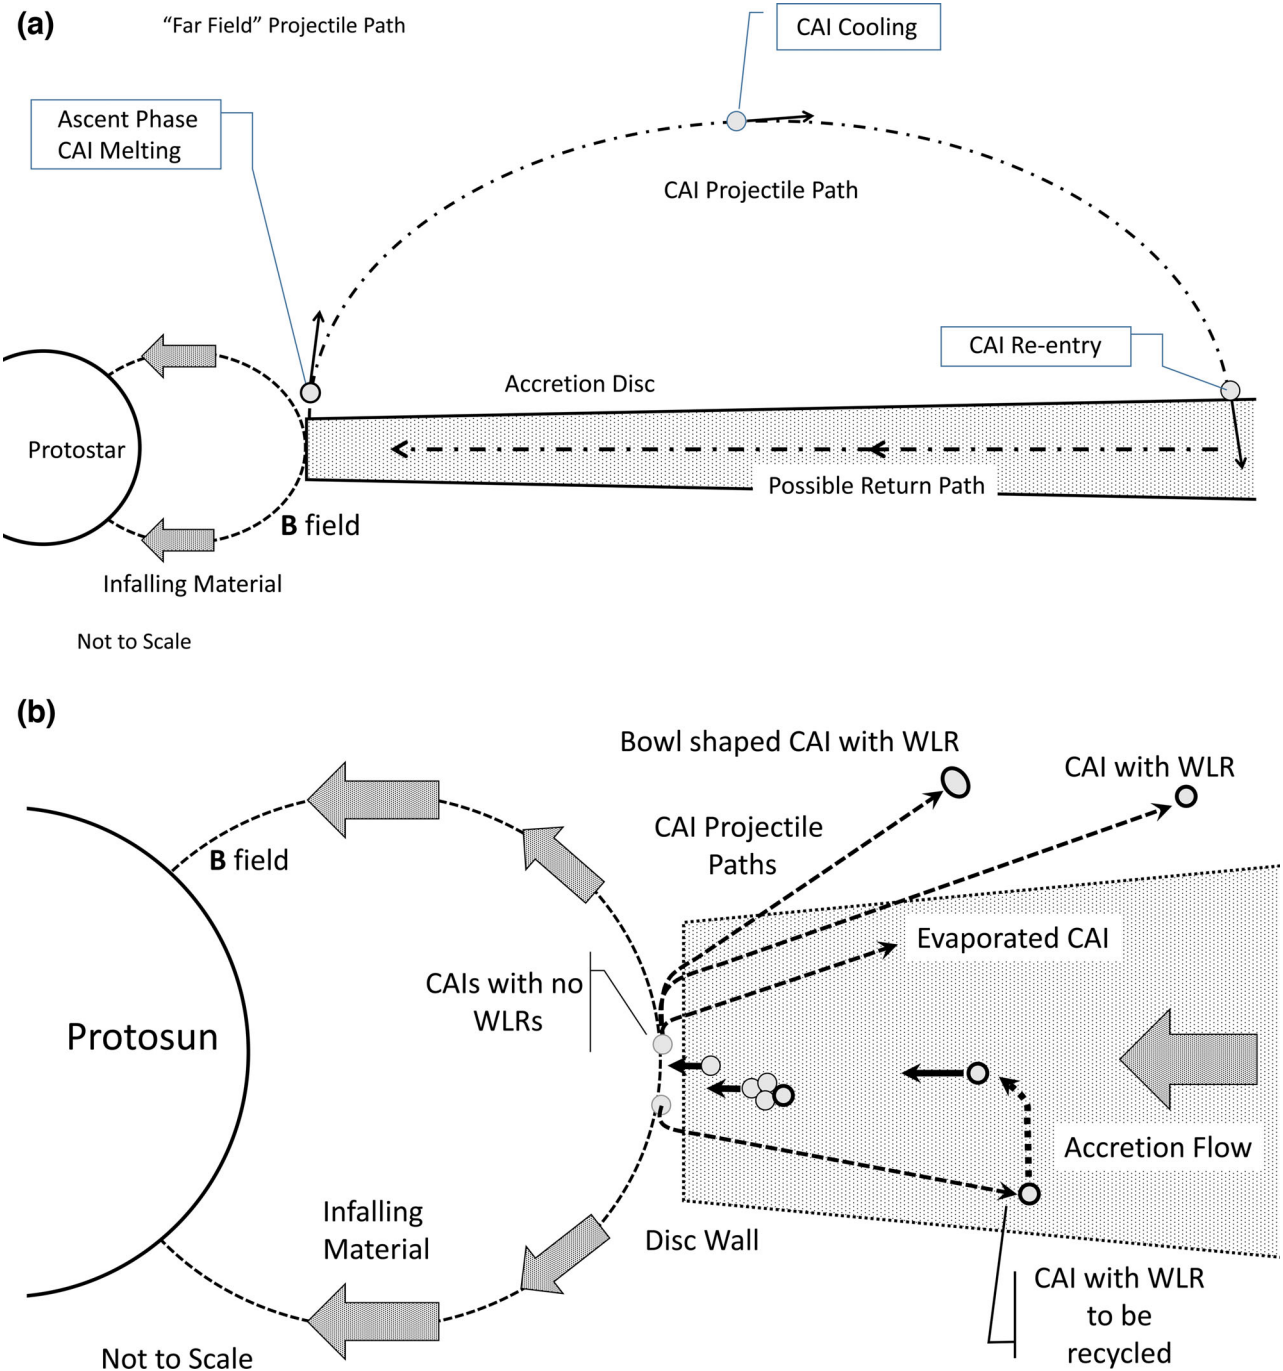 (a)
“Far Field” Projectile Path
CAI Cooling
Ascent Phase
CAI Melting
CAI Projectile Path
CAI Re-entry
Accretion Disc
Protostar
Possible Return Path
B field
Infalling Material
Not to Scale
(b)
Bowl shaped CAI with WLR
CAI with WLR
CAI Projectile
Paths
B field
Evaporated CAI
CAIs with no
WLRs
Protosun
Accretion Flow
Infalling
Material
Disc Wall
CAI with WLR
to be
recycled
Not to Scale